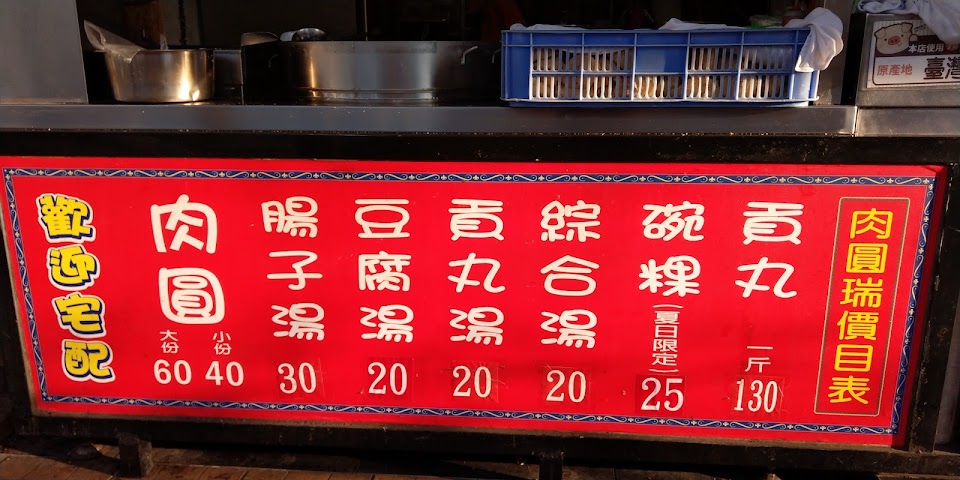 本店使用
原產地 臺灣
肉圓瑞價目表
貢丸 一斤 130
碗粿(夏日限定) 25
綜合湯 20
貢丸湯 20
豆腐湯 20
腸子湯 30
肉圓 小份 40 大份 60
歡迎宅配